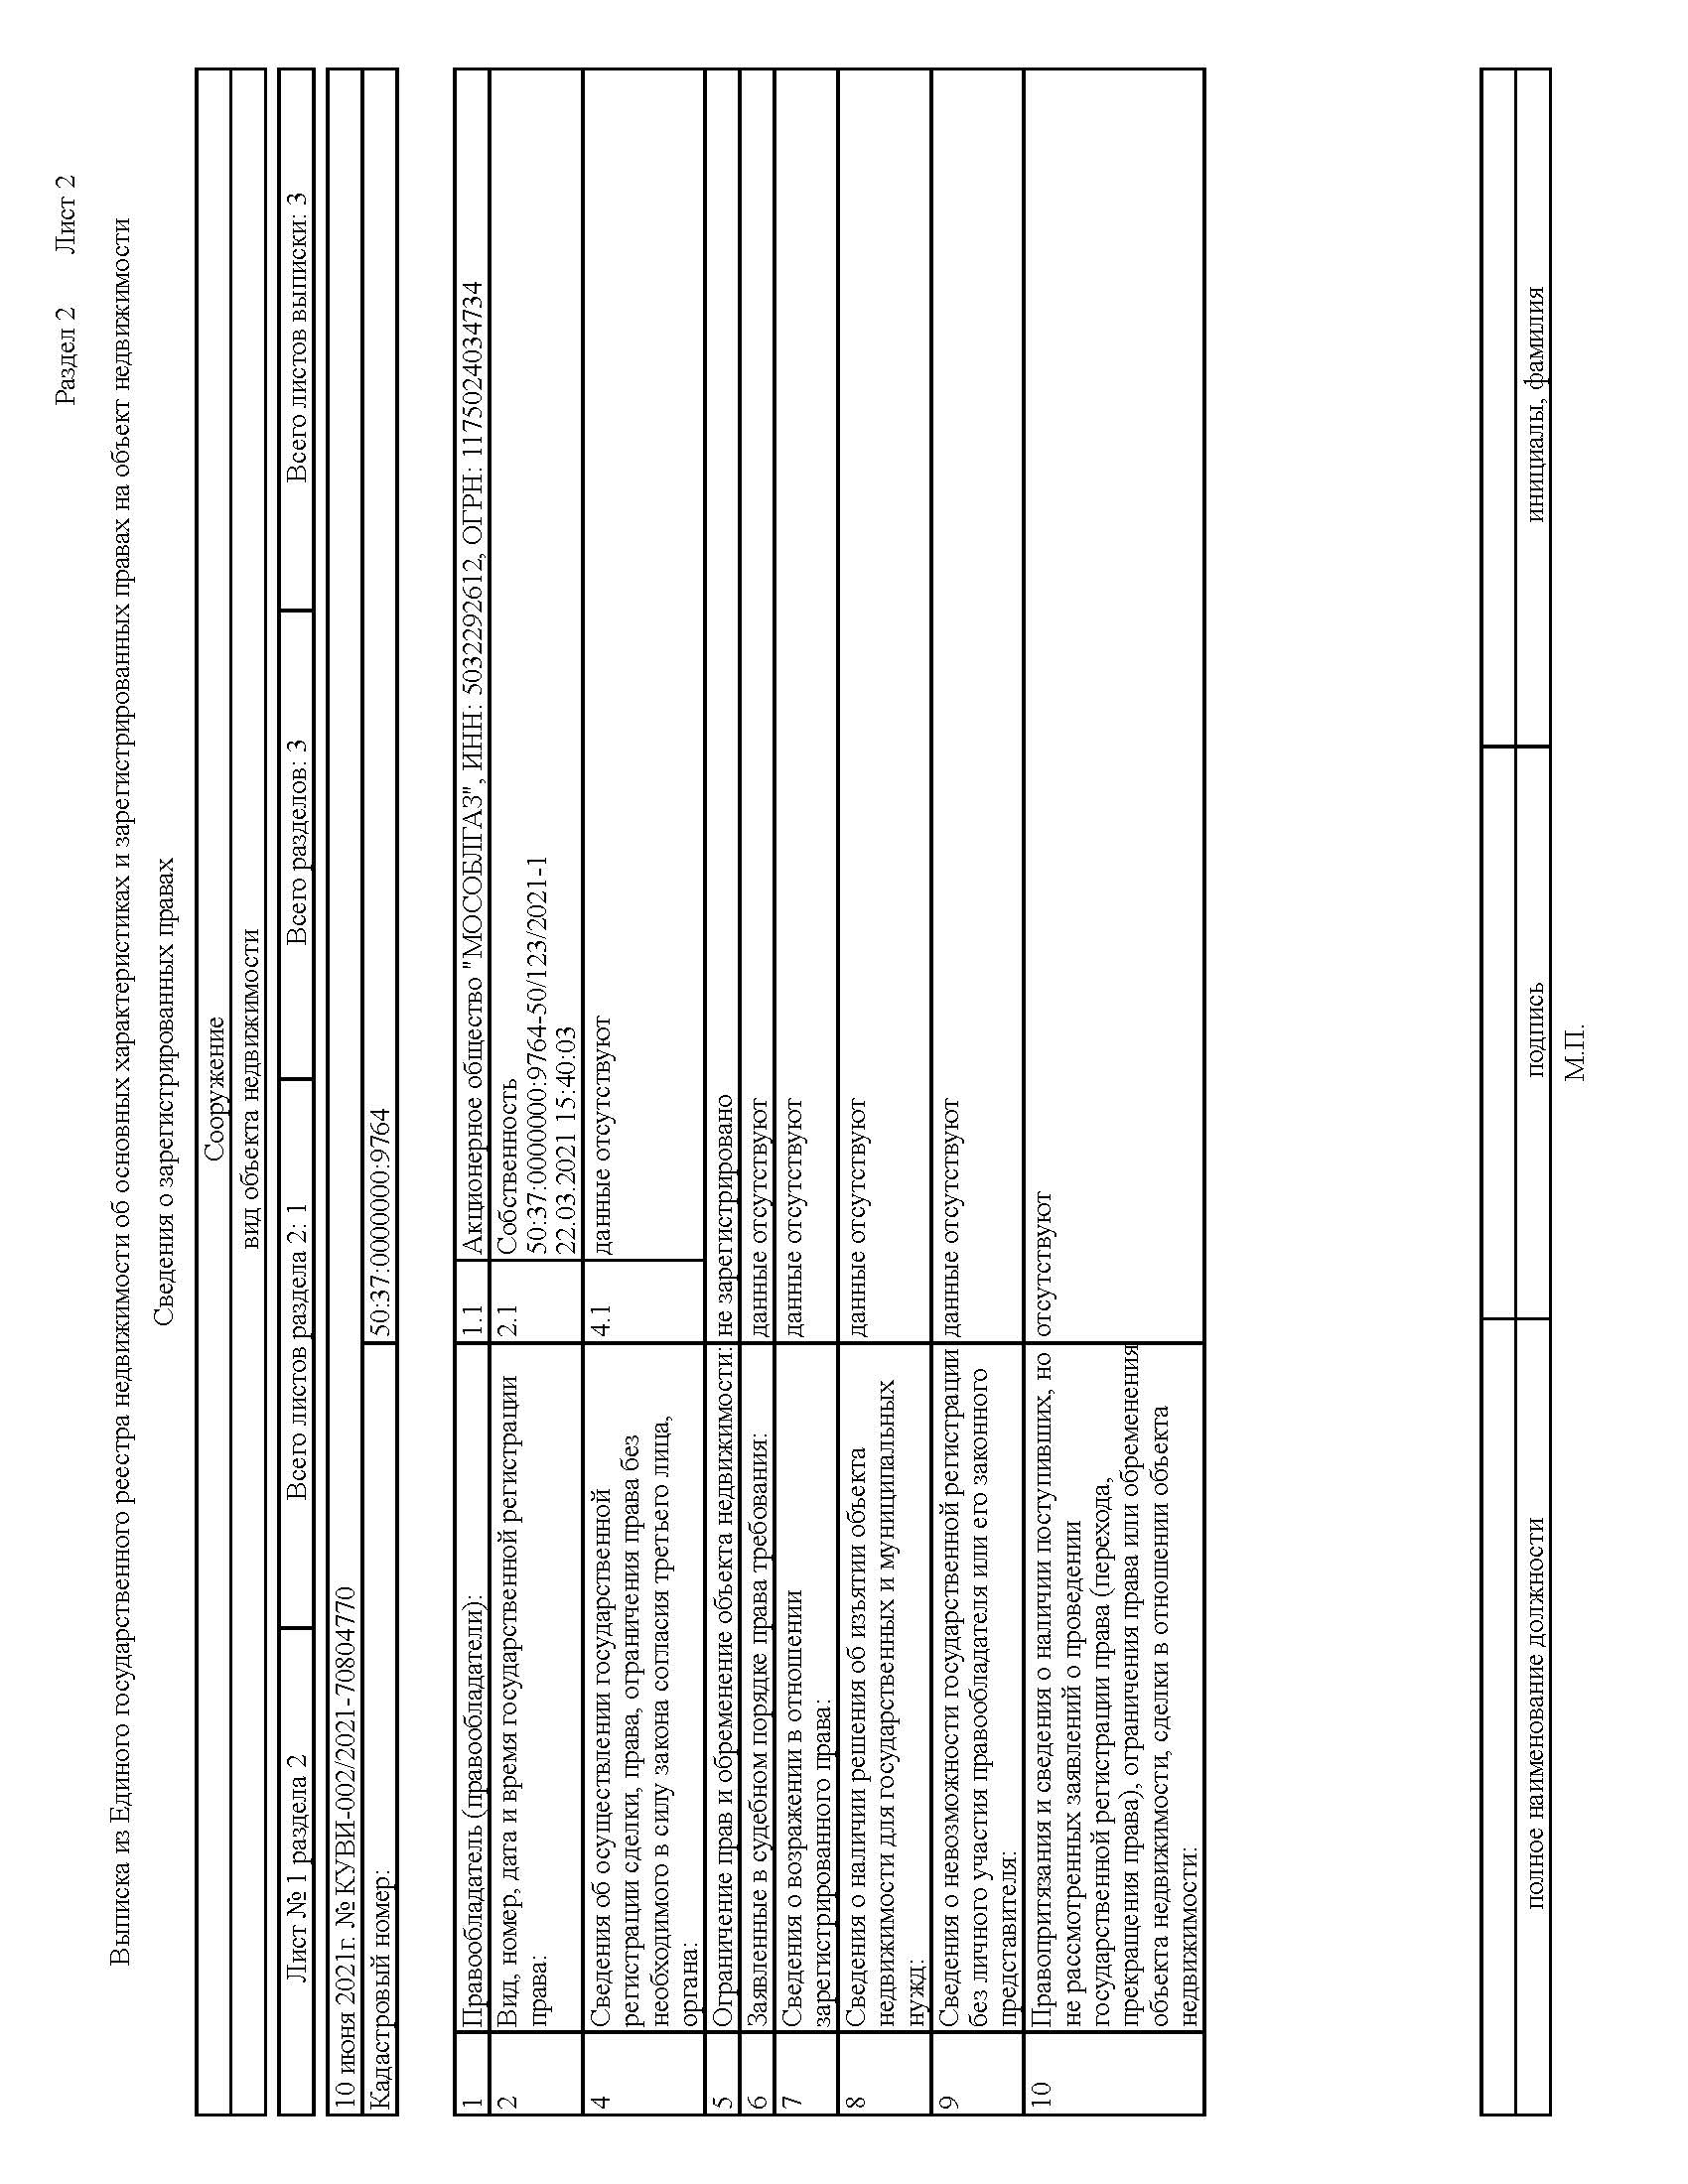 Раздел 2 Лист 2
Выписка из Единого государственного реестра недвижимости об основных характеристиках и зарегистрированных правах на объект недвижимости
Сведения о зарегистрированных правах
Сооружение
вид объекта недвижимости
Лист № 1 раздела 2 Всего листов раздела 2: 1 Всего разделов: 3 Всего листов выписки: 3
10 июня 2021г. № КУВИ-002/2021-70804770
Кадастровый номер: 50:37:0000000:9764
1 Правообладатель (правообладатели): 1.1 Акционерное общество "МОСОБЛГАЗ", ИНН: 5032292612, ОГРН: 1175024034734
2 Вид, номер, дата и время государственной регистрации 2.1 Собственность
права: 50:37:0000000:9764-50/123/2021-1
22.03.2021 15:40:03
4 Сведения об осуществлении государственной 4.1 данные отсутствуют
регистрации сделки, права, ограничения права без
необходимого в силу закона согласия третьего лица,
органа:
5 Ограничение прав и обременение объекта недвижимости: не зарегистрировано
6 Заявленные в судебном порядке права требования: данные отсутствуют
7 Сведения о возражении в отношении данные отсутствуют
зарегистрированного права:
8 Сведения о наличии решения об изъятии объекта данные отсутствуют
недвижимости для государственных и муниципальных
нужд:
9 Сведения о невозможности государственной регистрации данные отсутствуют
без личного участия правообладателя или его законного
представителя:
10 Правопритязания и сведения о наличии поступивших, но отсутствуют
не рассмотренных заявлений о проведении
государственной регистрации права (перехода,
прекращения права), ограничения права или обременения
объекта недвижимости, сделки в отношении объекта
недвижимости:
полное наименование должности подпись инициалы, фамилия
М.П.